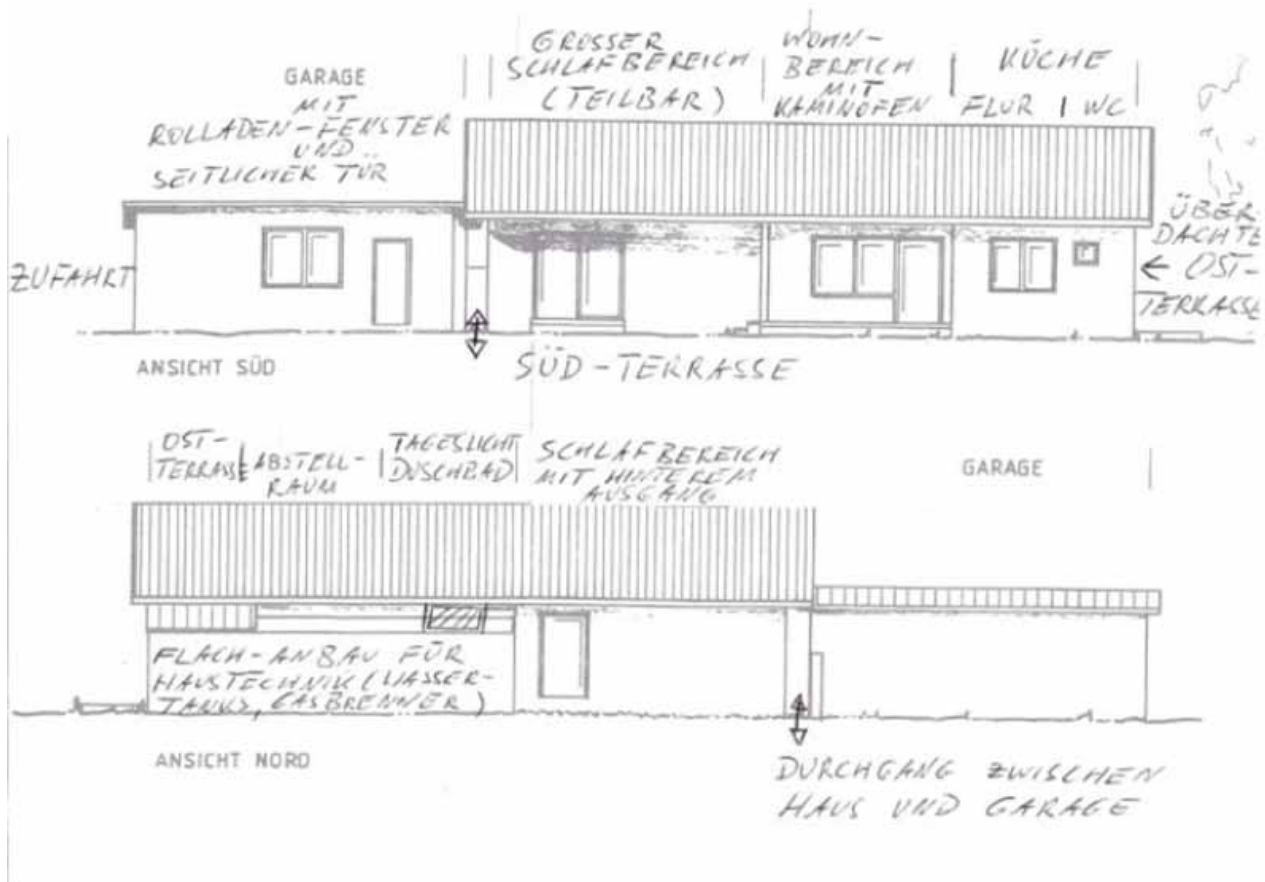 GARAGE
MIT
ROLLADEN-FENSTER
UND
SEITLICHER TÜR
GROSSER
SCHLAFBEREICH
(TEILBAR)
WOHN-
BEREICH
MIT
KAMINOFEN
KÜCHE
FLUR | WC
ZUFAHRT
ÜBER-
DACHTE
← OST-
TERRASSE
ANSICHT SÜD
SÜD-TERRASSE
OST-
TERRASSE
ABSTELL-
RAUM
TAGESLICHT
DUSCHBAD
SCHLAFBEREICH
MIT HINTEREM
AUSGANG
GARAGE
FLACH-ANBAU FÜR
HAUSTECHNIK (WASSER-
TANKS, GASBRENNER)
ANSICHT NORD
DURCHGANG ZWISCHEN
HAUS UND GARAGE